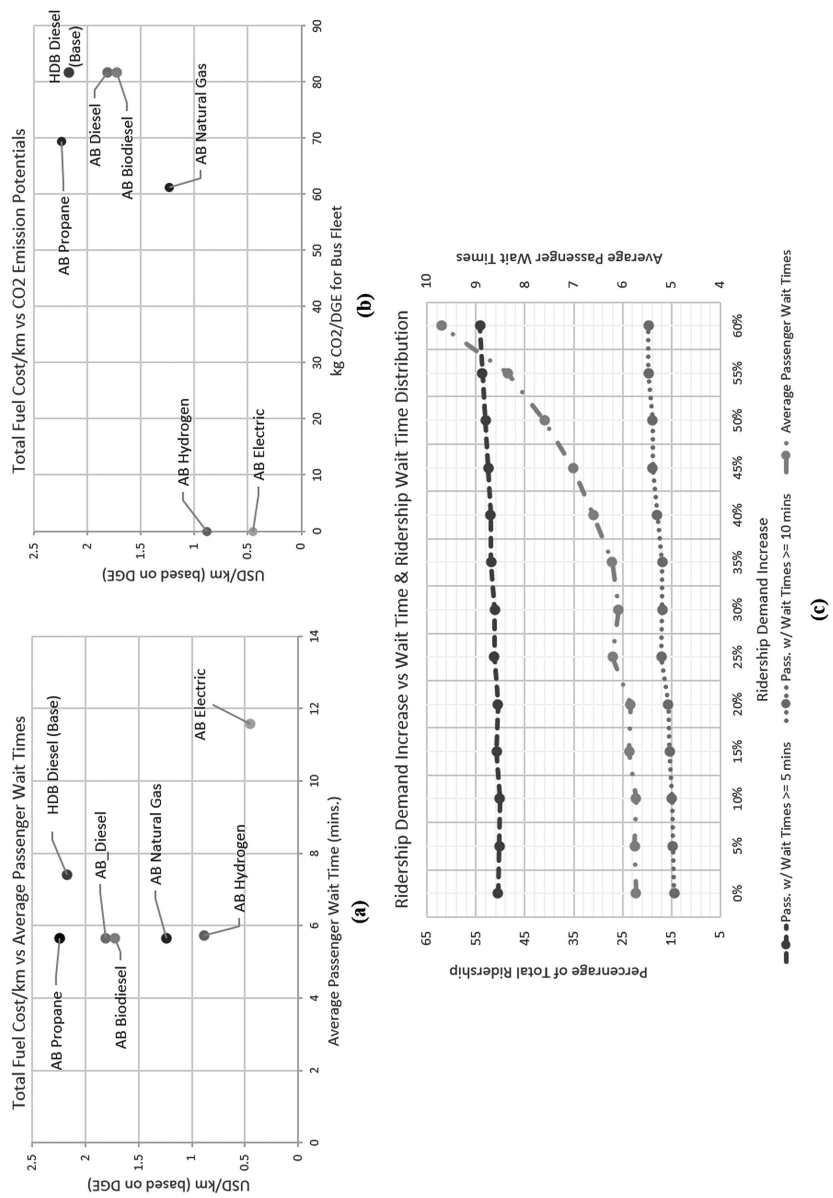 Total Fuel Cost/km vs Average Passenger Wait Times
USD/km (based on DGE)
2.5
2
1.5
1
0.5
0
AB Propane
HDB Diesel (Base)
AB_Diesel
AB Biodiesel
AB Natural Gas
AB Hydrogen
AB Electric
0 2 4 6 8 10 12 14
Average Passenger Wait Time (mins.)
(a)
Total Fuel Cost/km vs CO2 Emission Potentials
USD/km (based on DGE)
2.5
2
1.5
1
0.5
0
AB Propane
HDB Diesel
(Base)
AB Diesel
AB Biodiesel
AB Natural Gas
AB Hydrogen
AB Electric
0 10 20 30 40 50 60 70 80 90
kg CO2/DGE for Bus Fleet
(b)
Ridership Demand Increase vs Wait Time & Ridership Wait Time Distribution
Percenrage of Total Ridership
65
55
45
35
25
15
5
Average Passenger Wait Times
10
9
8
7
6
5
4
0% 5% 10% 15% 20% 25% 30% 35% 40% 45% 50% 55% 60%
Ridership Demand Increase
Pass. w/ Wait Times >= 5 mins
Pass. w/ Wait Times >= 10 mins
Average Passenger Wait Times
(c)